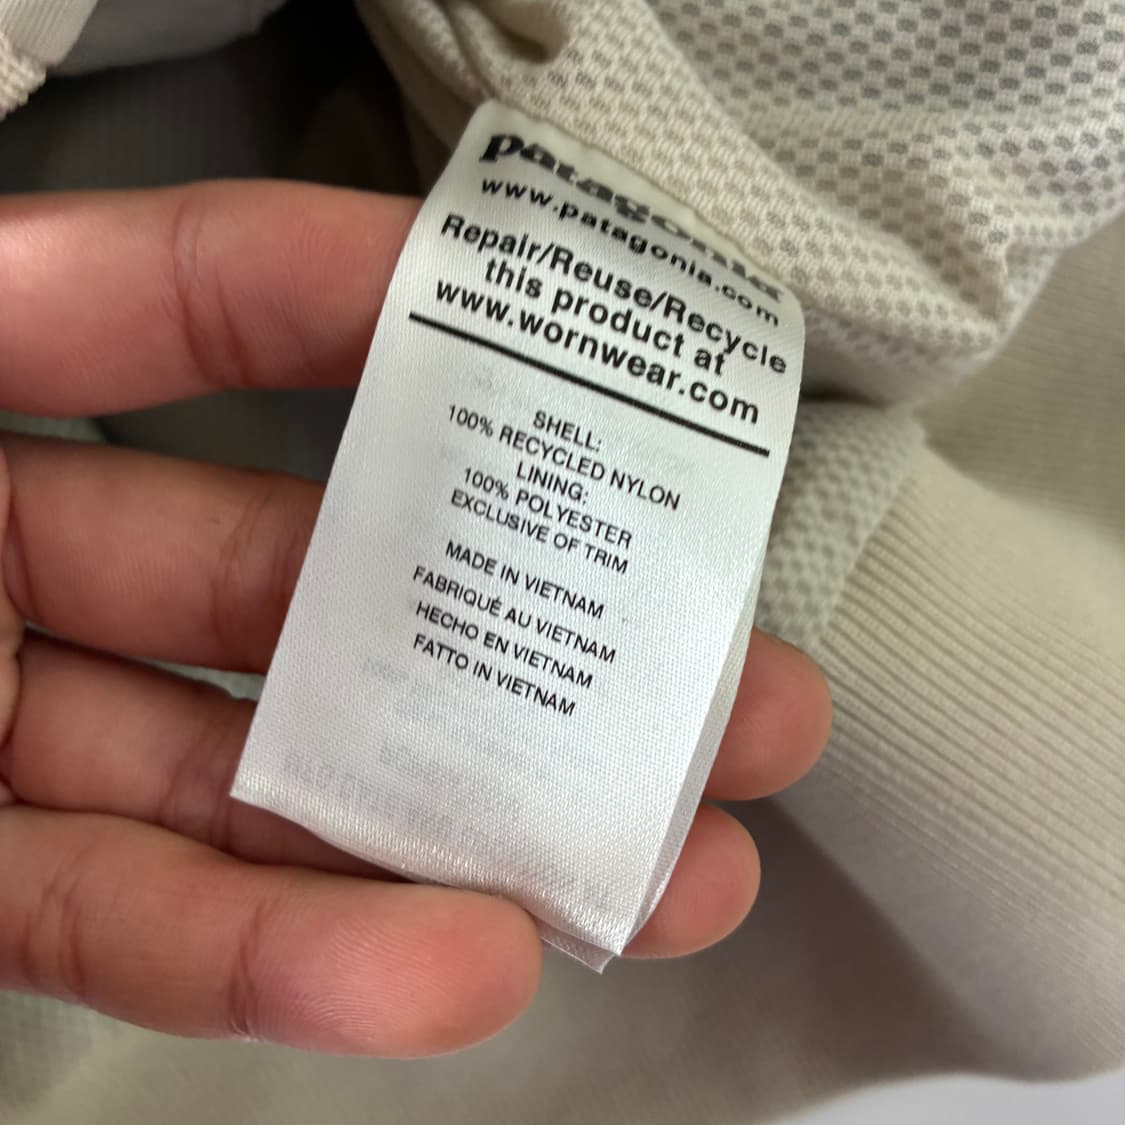 patagonia
www.patagonia.com
Repair/Reuse/Recycle
this product at
www.wornwear.com
SHELL:
100% RECYCLED NYLON
LINING:
100% POLYESTER
EXCLUSIVE OF TRIM
MADE IN VIETNAM
FABRIQUÉ AU VIETNAM
HECHO EN VIETNAM
FATTO IN VIETNAM